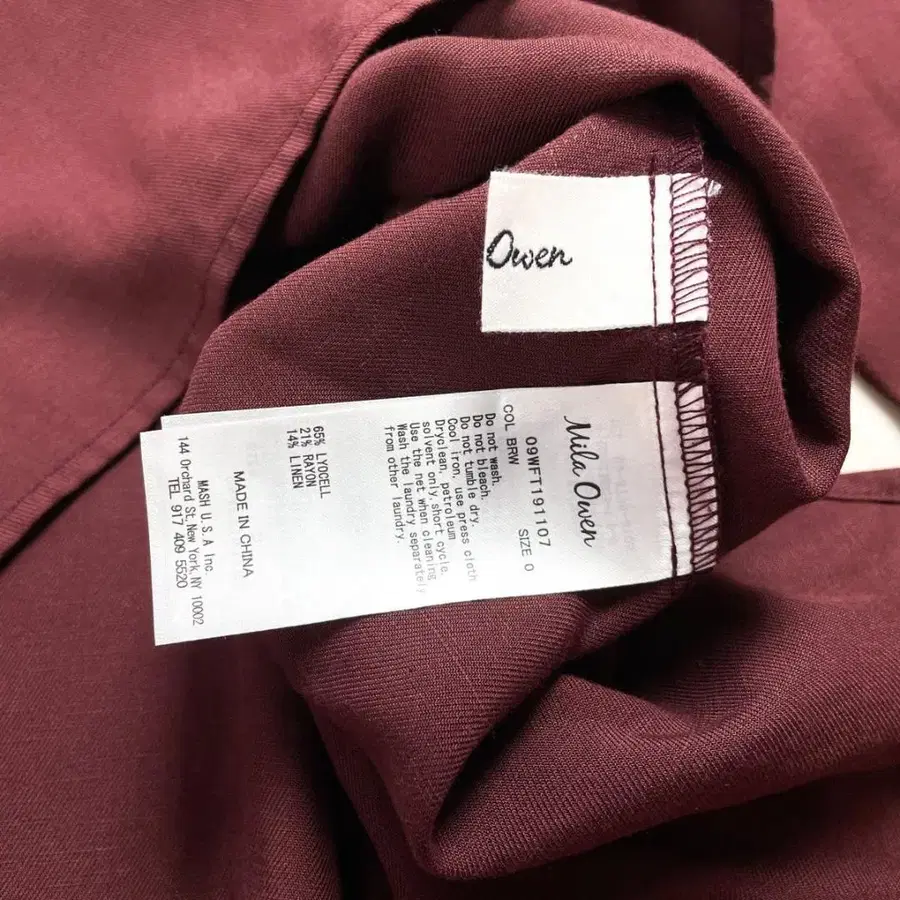 Owen
Mila Owen
09WFT191107
COL BRW SIZE 0
Do not wash.
Do not bleach.
Do not tumble dry.
Cool iron, use press cloth
Dryclean, petroleum
solvent only, short cycle.
Use the net when cleaning
Wash the laundry separately
from other laundry.
65% LYOCELL
21% RAYON
14% LINEN
MADE IN CHINA
MASH U.S.A Inc.
144 Orchard St. New York, NY 10002
TEL 917 409 5520